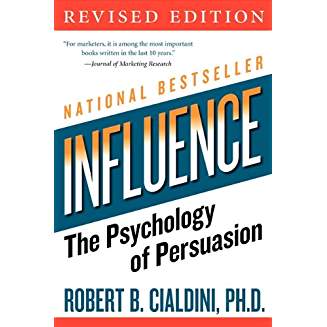 REVISED EDITION
"For marketers, it is among the most important
books written in the last 10 years."
—Journal of Marketing Research
NATIONAL BESTSELLER
INFLUENCE
The Psychology
of Persuasion
ROBERT B. CIALDINI, PH.D.